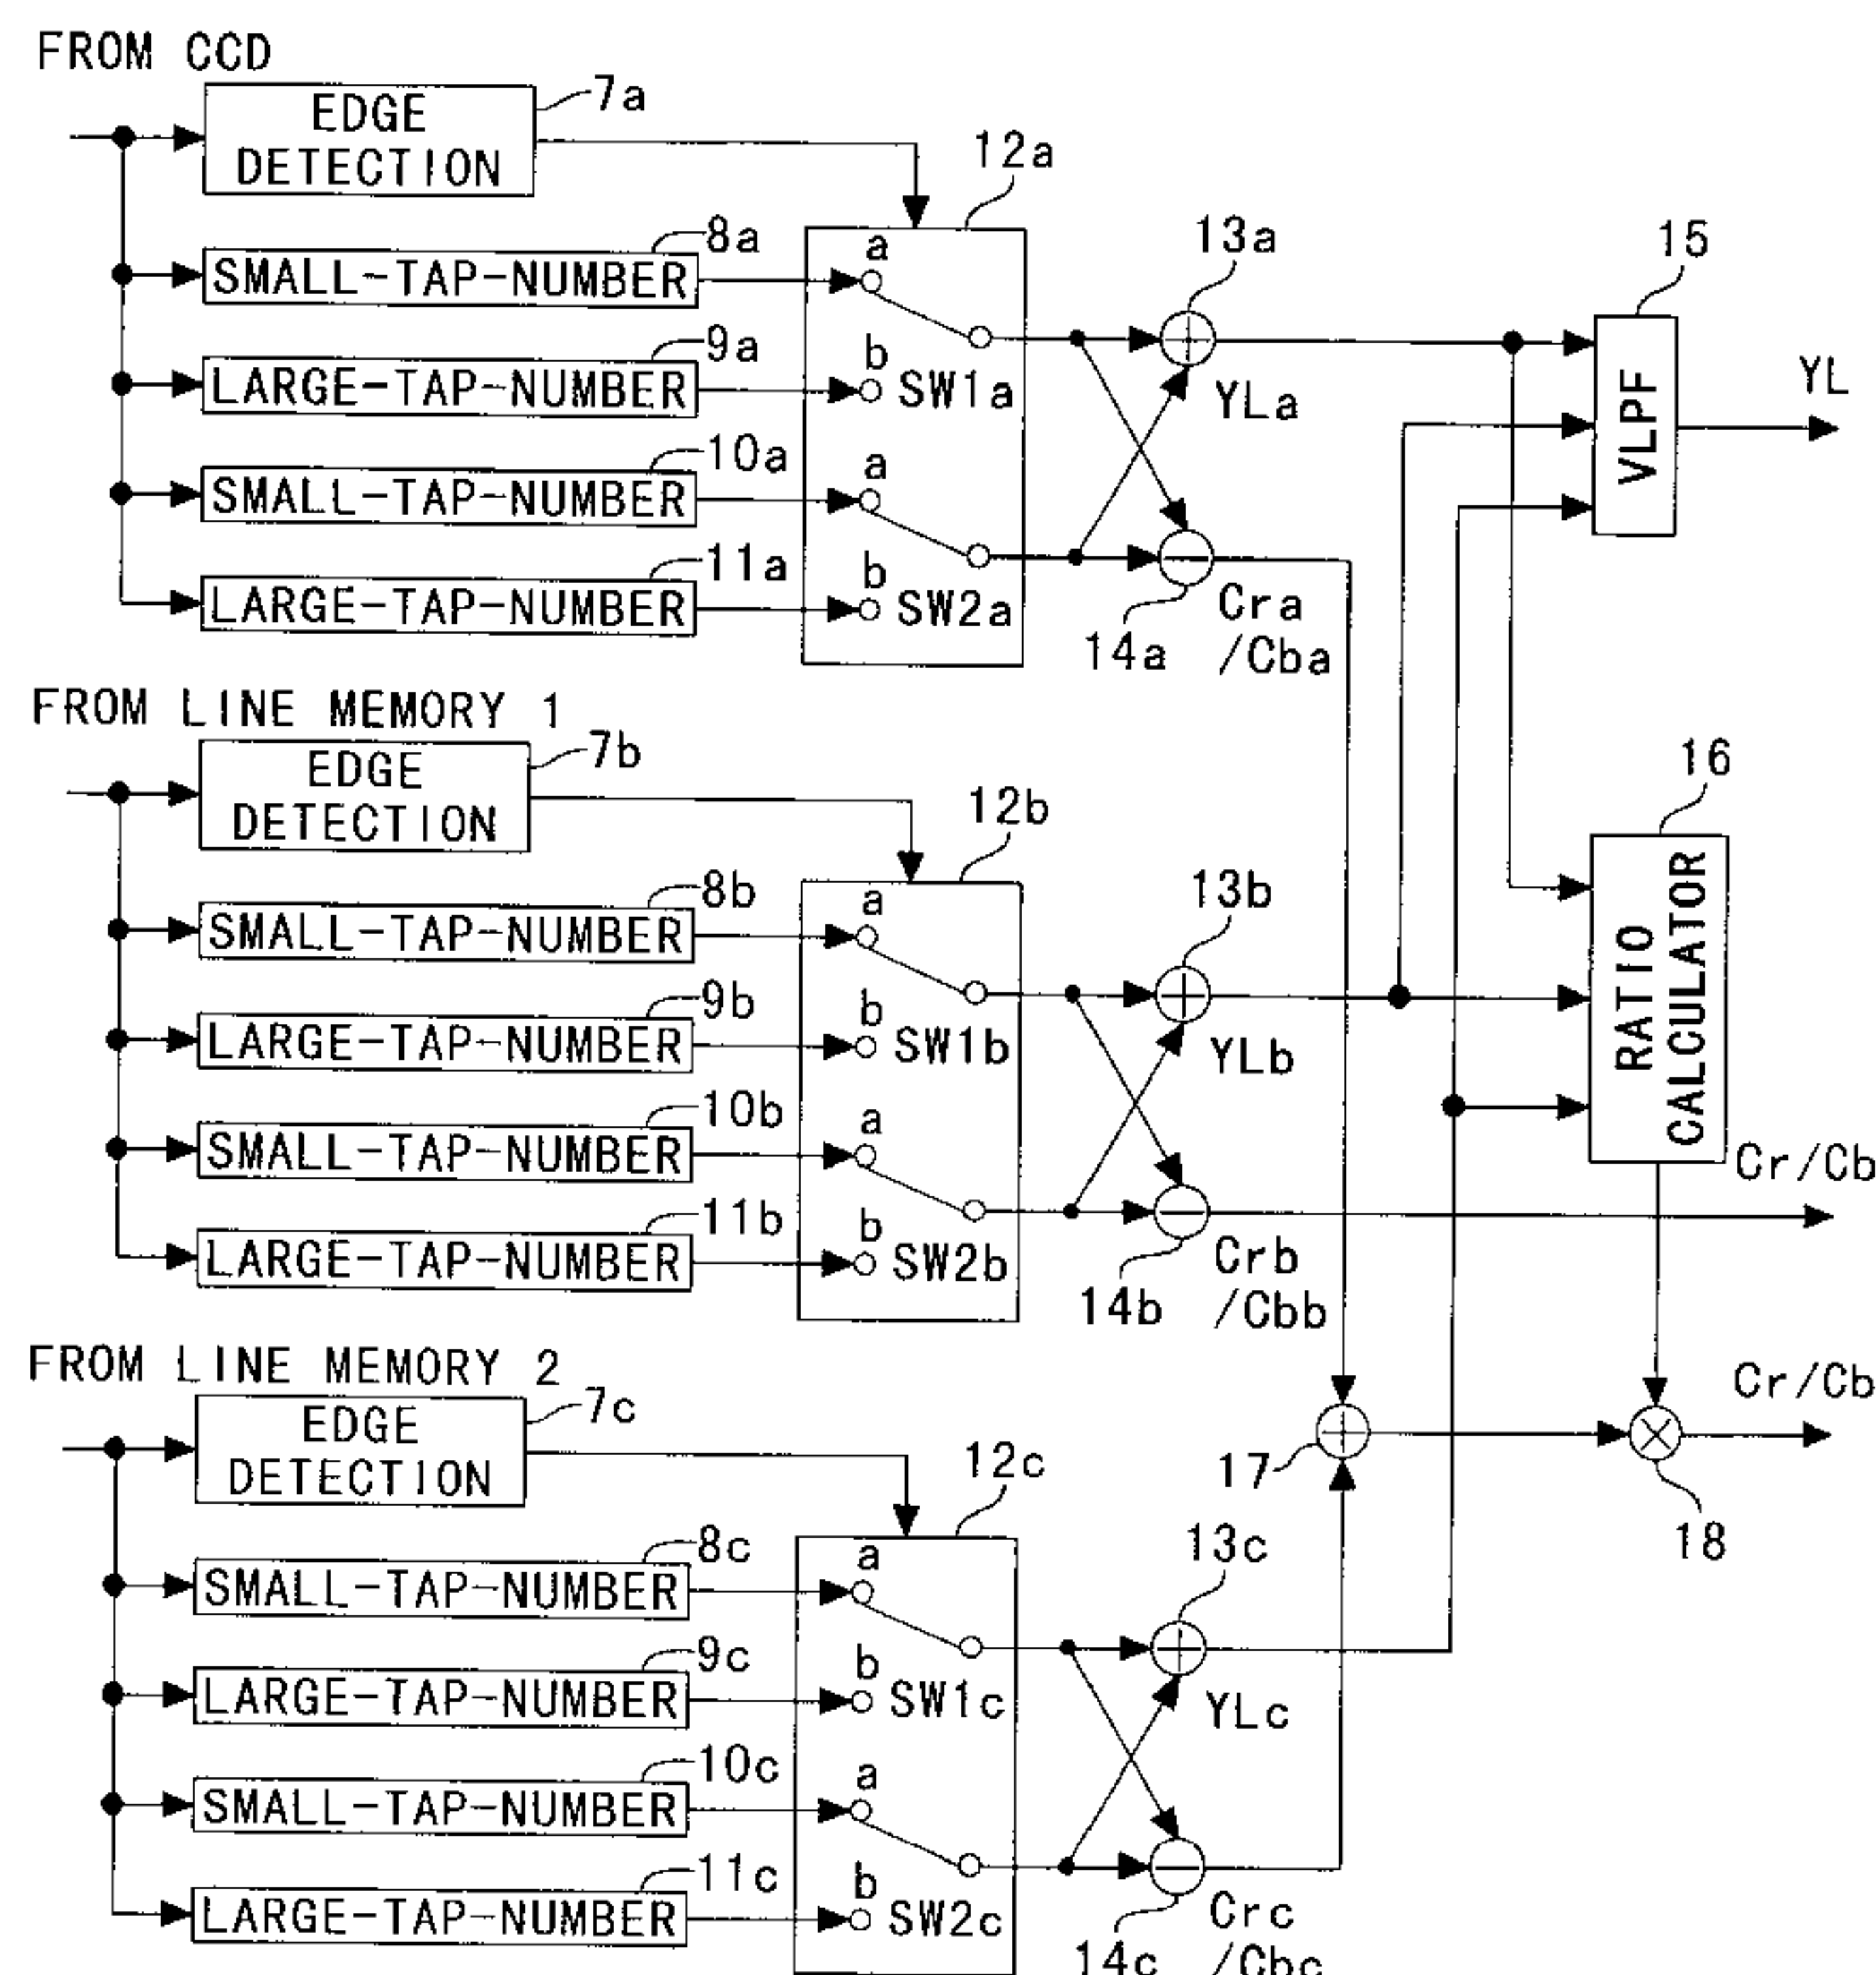 FROM CCD
EDGE
DETECTION
7a
12a
SMALL-TAP-NUMBER
8a
a
13a
15
LARGE-TAP-NUMBER
9a
b
SW1a
YLa
VLPF
YL
SMALL-TAP-NUMBER
10a
a
LARGE-TAP-NUMBER
11a
b
SW2a
14a
Cra
/Cba
FROM LINE MEMORY 1
EDGE
DETECTION
7b
12b
16
SMALL-TAP-NUMBER
8b
a
13b
RATIO
CALCULATOR
LARGE-TAP-NUMBER
9b
b
SW1b
YLb
SMALL-TAP-NUMBER
10b
a
Cr/Cb
LARGE-TAP-NUMBER
11b
b
SW2b
14b
Crb
/Cbb
FROM LINE MEMORY 2
EDGE
DETECTION
7c
12c
17
Cr/Cb
18
SMALL-TAP-NUMBER
8c
a
13c
LARGE-TAP-NUMBER
9c
b
SW1c
YLc
SMALL-TAP-NUMBER
10c
a
LARGE-TAP-NUMBER
11c
b
SW2c
14c
Crc
/Cbc